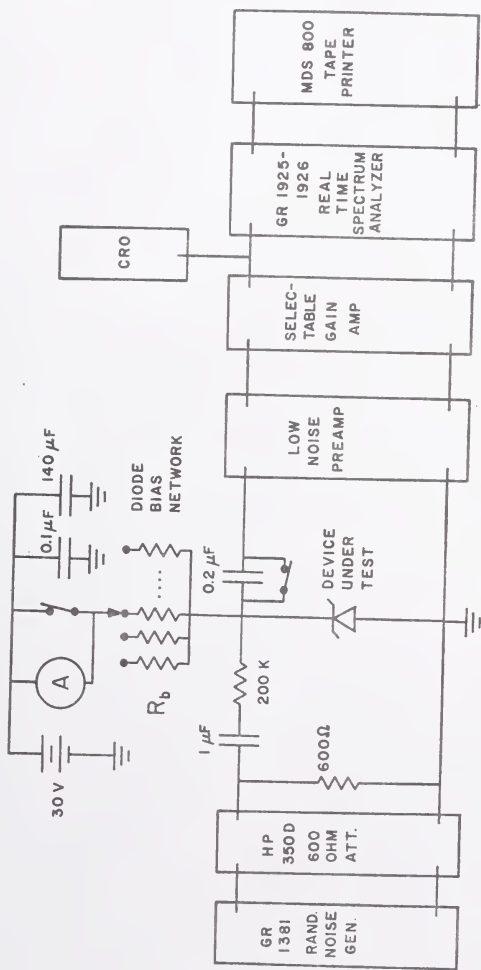 30V
A
0.1 µF
140 µF
R_b
DIODE
BIAS
NETWORK
1 µF
200 K
0.2 µF
600Ω
DEVICE
UNDER
TEST
CRO
GR
1381
RAND.
NOISE
GEN.
HP
350D
600
OHM
ATT.
LOW
NOISE
PREAMP
SELEC-
TABLE
GAIN
AMP
GR 1925-
1926
REAL
TIME
SPECTRUM
ANALYZER
MDS 800
TAPE
PRINTER